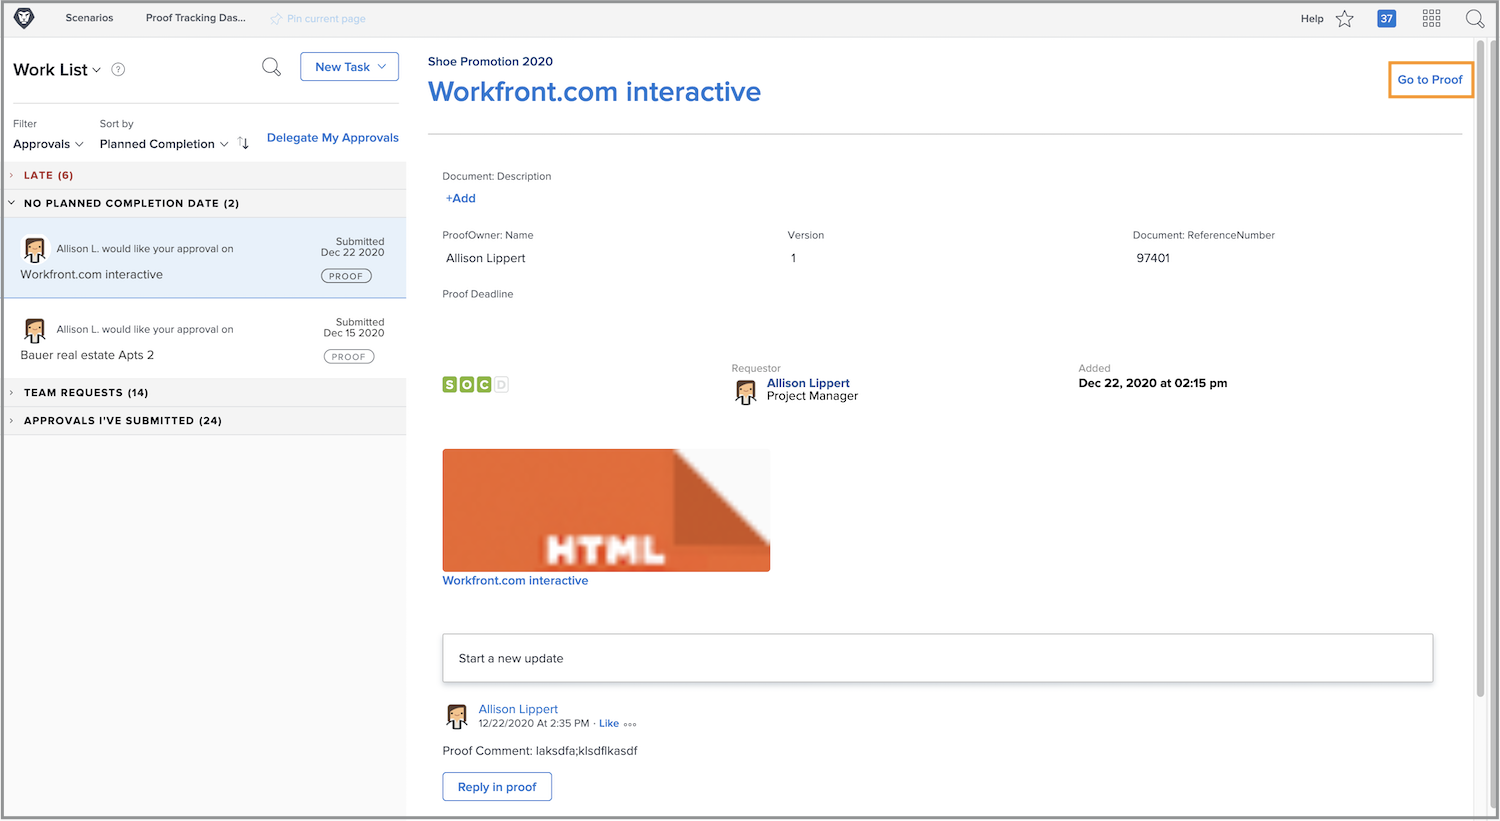 Scenarios
Proof Tracking Das...
Pin current page
Help
37
Work List
?
New Task
Filter
Sort by
Approvals
Planned Completion
Delegate My Approvals
LATE (6)
NO PLANNED COMPLETION DATE (2)
Allison L. would like your approval on
Submitted
Dec 22 2020
Workfront.com interactive
PROOF
Allison L. would like your approval on
Submitted
Dec 15 2020
Bauer real estate Apts 2
PROOF
TEAM REQUESTS (14)
APPROVALS I'VE SUBMITTED (24)
Shoe Promotion 2020
Workfront.com interactive
Go to Proof
Document: Description
+Add
ProofOwner: Name
Version
Document: ReferenceNumber
Allison Lippert
1
97401
Proof Deadline
S O C D
Requestor
Allison Lippert
Project Manager
Added
Dec 22, 2020 at 02:15 pm
HTML
Workfront.com interactive
Start a new update
Allison Lippert
12/22/2020 At 2:35 PM · Like
Proof Comment: laksdfa;klsdflkasdf
Reply in proof